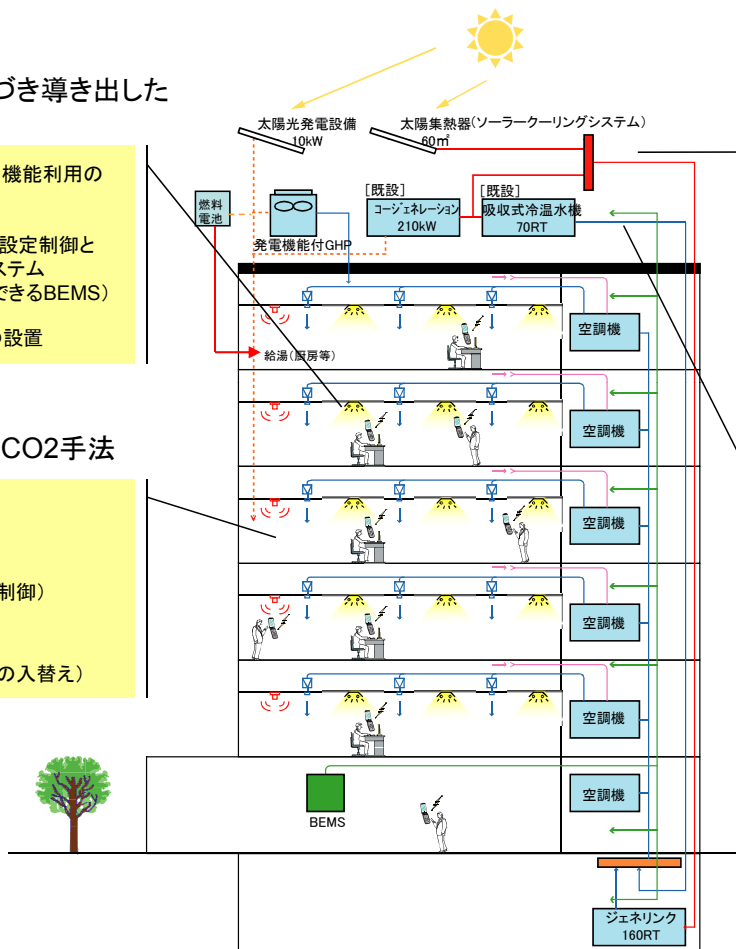 づき導き出した
機能利用の
設定制御と
ステム
できるBEMS）
の設置
CO2手法
制御）
の入替え）
太陽光発電設備
10kW
太陽集熱器(ソーラークーリングシステム)
60㎡
燃料
電池
発電機能付GHP
[既設]
コージェネレーション
210kW
[既設]
吸収式冷温水機
70RT
給湯(厨房等)
空調機
空調機
空調機
空調機
空調機
空調機
BEMS
ジェネリンク
160RT